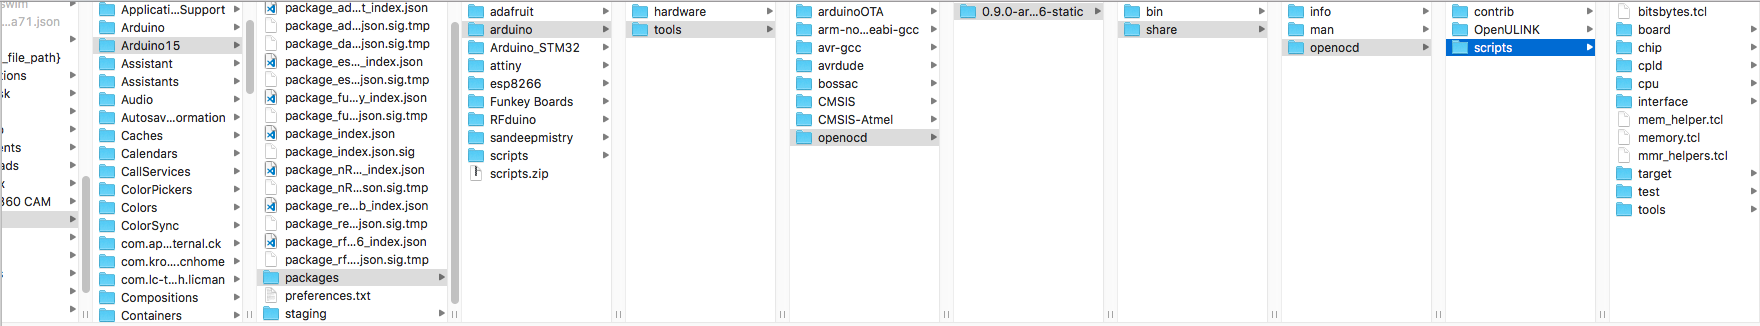 swim
...a71.json
_file_path}
tions
sk
o
ents
ads
x
360 CAM
s
Applicati...Support
Arduino
Arduino15
Assistant
Assistants
Audio
Autosav...ormation
Caches
Calendars
CallServices
ColorPickers
Colors
ColorSync
com.ap...ternal.ck
com.kro....cnhome
com.lc-t...h.licman
Compositions
Containers
package_ad...t_index.json
package_ad...json.sig.tmp
package_da...json.sig.tmp
package_es..._index.json
package_es...json.sig.tmp
package_fu...y_index.json
package_fu...json.sig.tmp
package_index.json
package_index.json.sig
package_nR..._index.json
package_nR...son.sig.tmp
package_re...b_index.json
package_re...json.sig.tmp
package_rf...6_index.json
package_rf....json.sig.tmp
packages
preferences.txt
staging
adafruit
arduino
Arduino_STM32
attiny
esp8266
Funkey Boards
RFduino
sandeepmistry
scripts
scripts.zip
hardware
tools
arduinoOTA
arm-no...eabi-gcc
avr-gcc
avrdude
bossac
CMSIS
CMSIS-Atmel
openocd
0.9.0-ar...6-static
bin
share
info
man
openocd
contrib
OpenULINK
scripts
bitsbytes.tcl
board
chip
cpld
cpu
interface
mem_helper.tcl
memory.tcl
mmr_helpers.tcl
target
test
tools